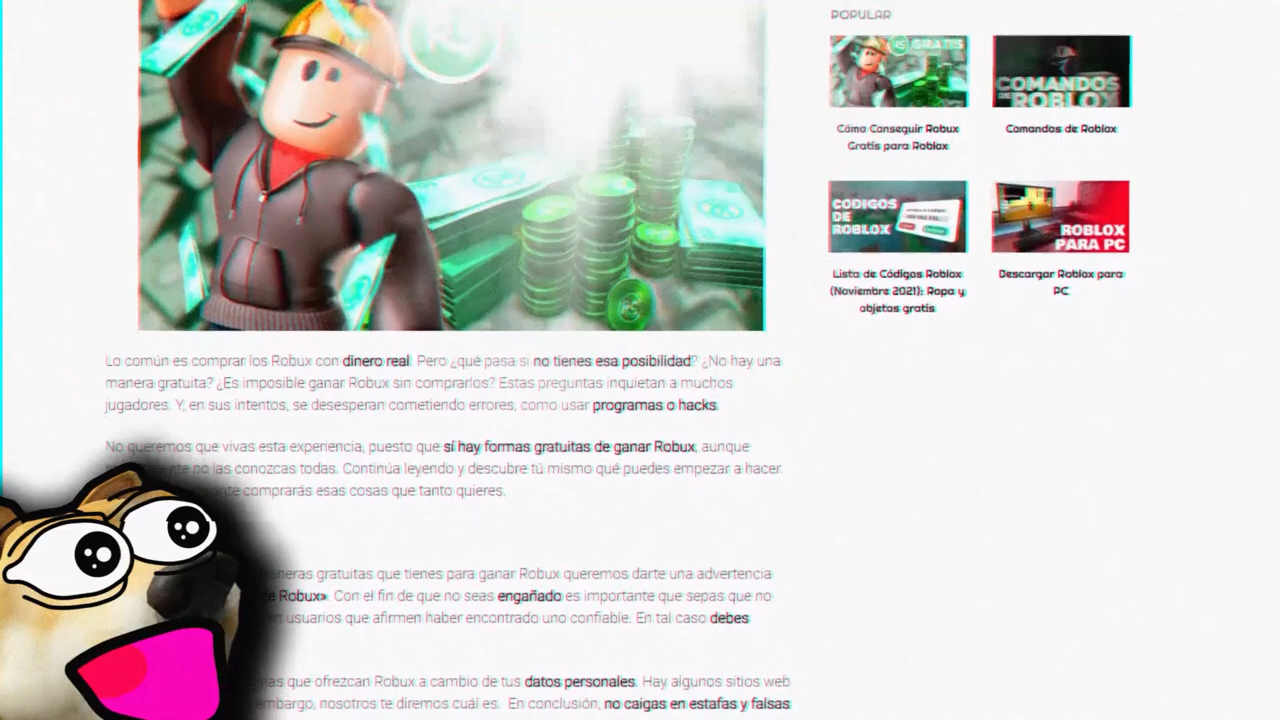 R$
POPULAR
R$ GRATIS
COMANDOS
DE ROBLOX
Cómo Conseguir Robux
Gratis para Roblox
Comandos de Roblox
CODIGOS
DE
ROBLOX
ROBLOX
PARA PC
Lista de Códigos Roblox
(Noviembre 2021): Ropa y
objetos gratis
Descargar Roblox para
PC
Lo común es comprar los Robux con dinero real. Pero ¿qué pasa si no tienes esa posibilidad? ¿No hay una
manera gratuita? ¿Es imposible ganar Robux sin comprarlos? Estas preguntas inquietan a muchos
jugadores. Y, en sus intentos, se desesperan cometiendo errores, como usar programas o hacks.
No queremos que vivas esta experiencia, puesto que sí hay formas gratuitas de ganar Robux, aunque
no las conozcas todas. Continúa leyendo y descubre tú mismo qué puedes empezar a hacer.
comprarás esas cosas que tanto quieres.
gratuitas que tienes para ganar Robux queremos darte una advertencia
Robux». Con el fin de que no seas engañado es importante que sepas que no
usuarios que afirmen haber encontrado uno confiable. En tal caso debes
que ofrezcan Robux a cambio de tus datos personales. Hay algunos sitios web
embargo, nosotros te diremos cuál es. En conclusión, no caigas en estafas y falsas